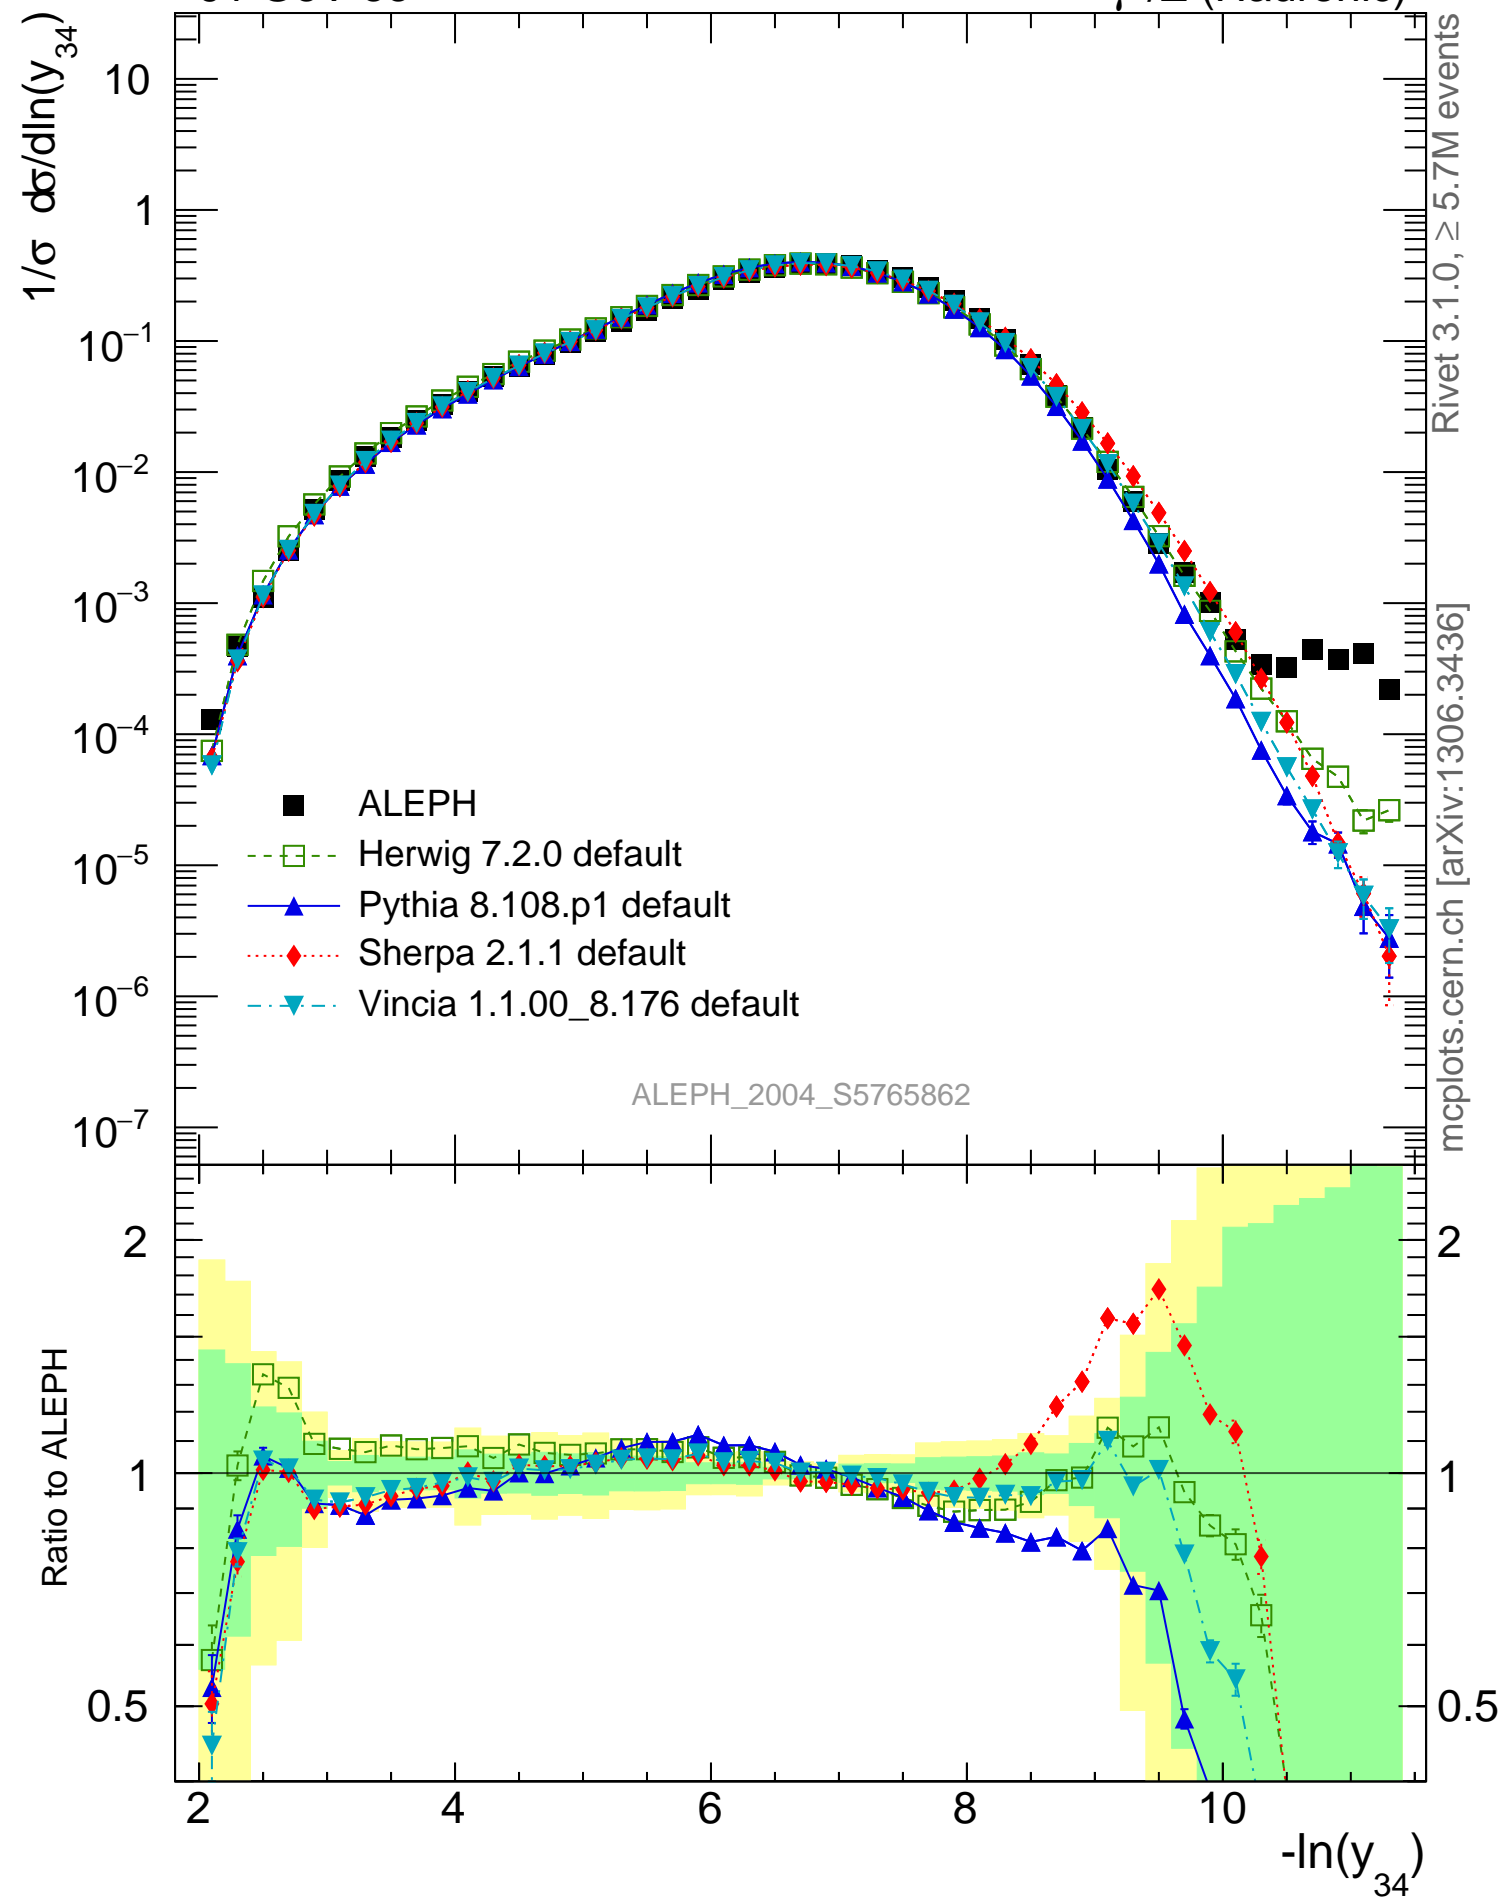 1/σ dσ/dln(y34)
10
1
10−1
10−2
10−3
10−4
10−5
10−6
10−7
ALEPH
Herwig 7.2.0 default
Pythia 8.108.p1 default
Sherpa 2.1.1 default
Vincia 1.1.00_8.176 default
ALEPH_2004_S5765862
Rivet 3.1.0, ≥ 5.7M events
mcplots.cern.ch [arXiv:1306.3436]
Ratio to ALEPH
2
1
0.5
2
1
0.5
2 4 6 8 10
-ln(y34)